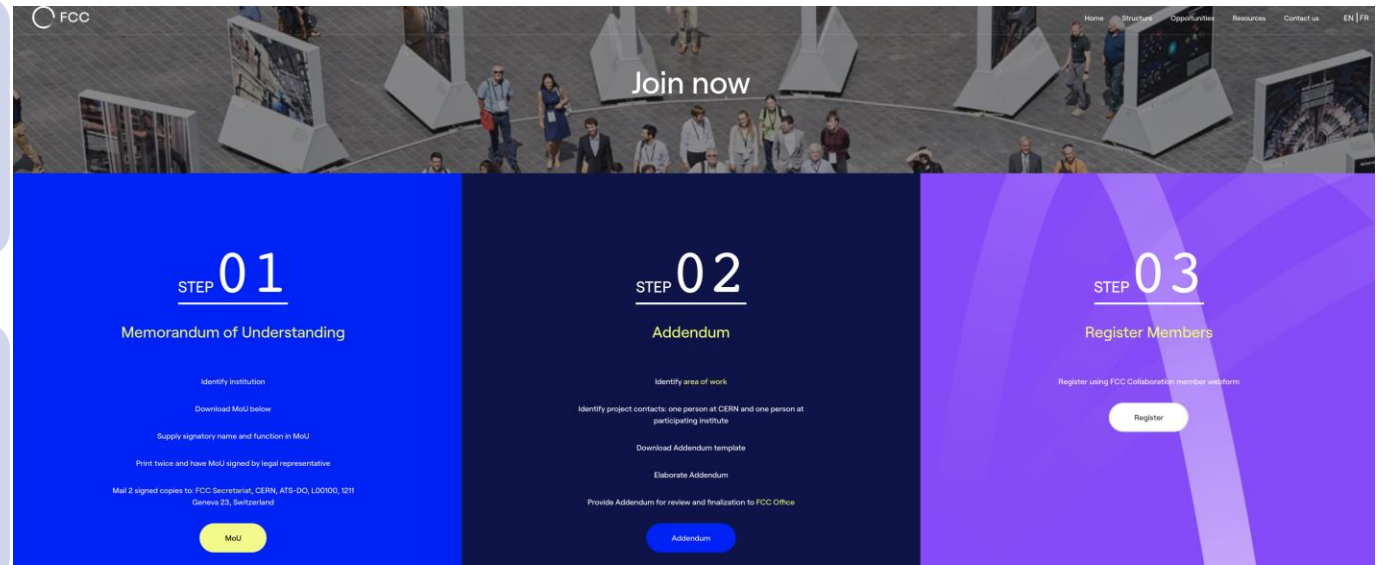 FCC
Home Structure Opportunities Resources Contact us EN | FR
Join now
STEP 01
Memorandum of Understanding
Identify institution
Download MoU below
Supply signatory name and function in MoU
Print twice and have MoU signed by legal representative
Mail 2 signed copies to: FCC Secretariat, CERN, ATS-DO, L00100, 1211
Geneva 23, Switzerland
MoU
STEP 02
Addendum
Identify area of work
Identify project contacts: one person at CERN and one person at
participating institute
Download Addendum template
Elaborate Addendum
Provide Addendum for review and finalization to FCC Office
Addendum
STEP 03
Register Members
Register using FCC Collaboration member webform
Register